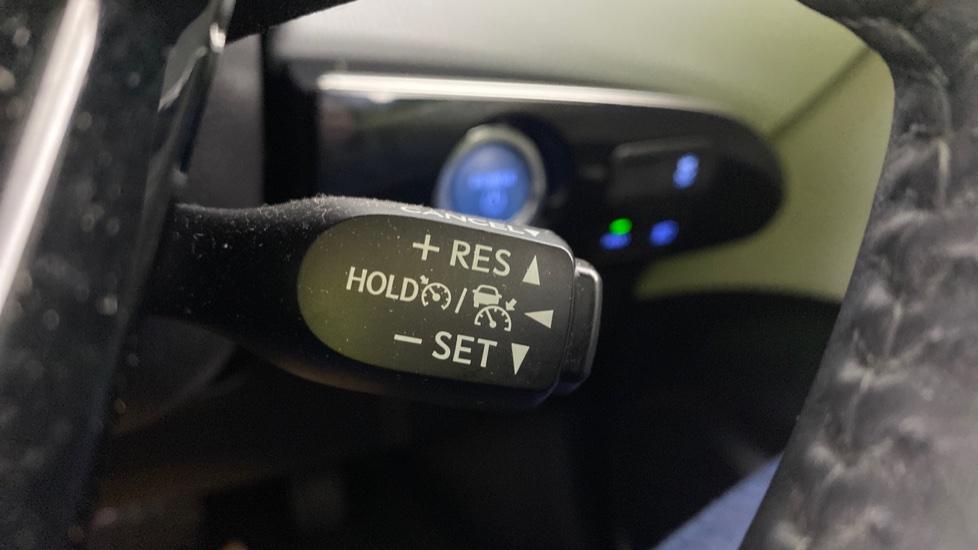 CANCEL▼
+ RES ▲
HOLD / ◀
− SET ▼